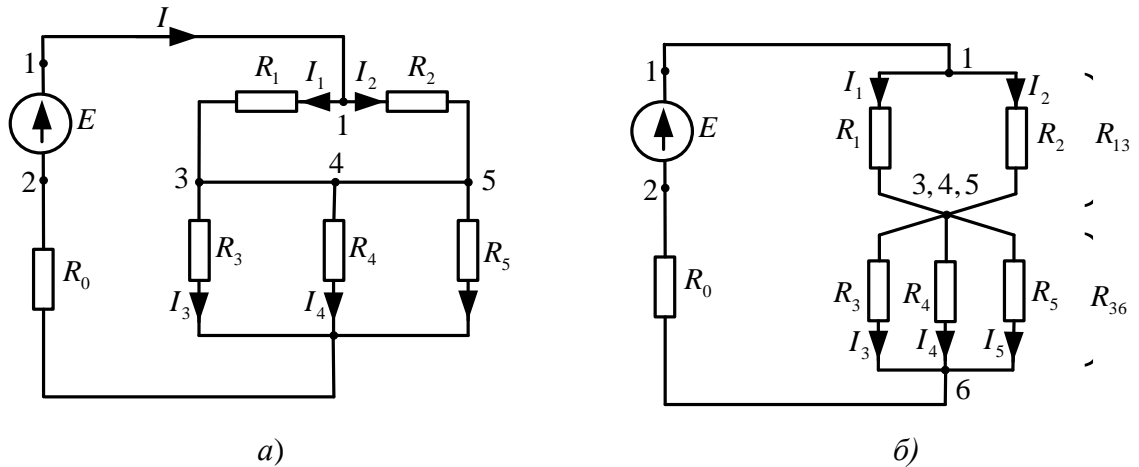 I
1
R₁
I₁
I₂
R₂
1
E
2
3
4
5
R₀
R₃
R₄
R₅
I₃
I₄
а)
1
1
I₁
I₂
E
R₁
R₂
R₁₃
2
3, 4, 5
R₀
R₃
R₄
R₅
R₃₆
I₃
I₄
I₅
6
б)